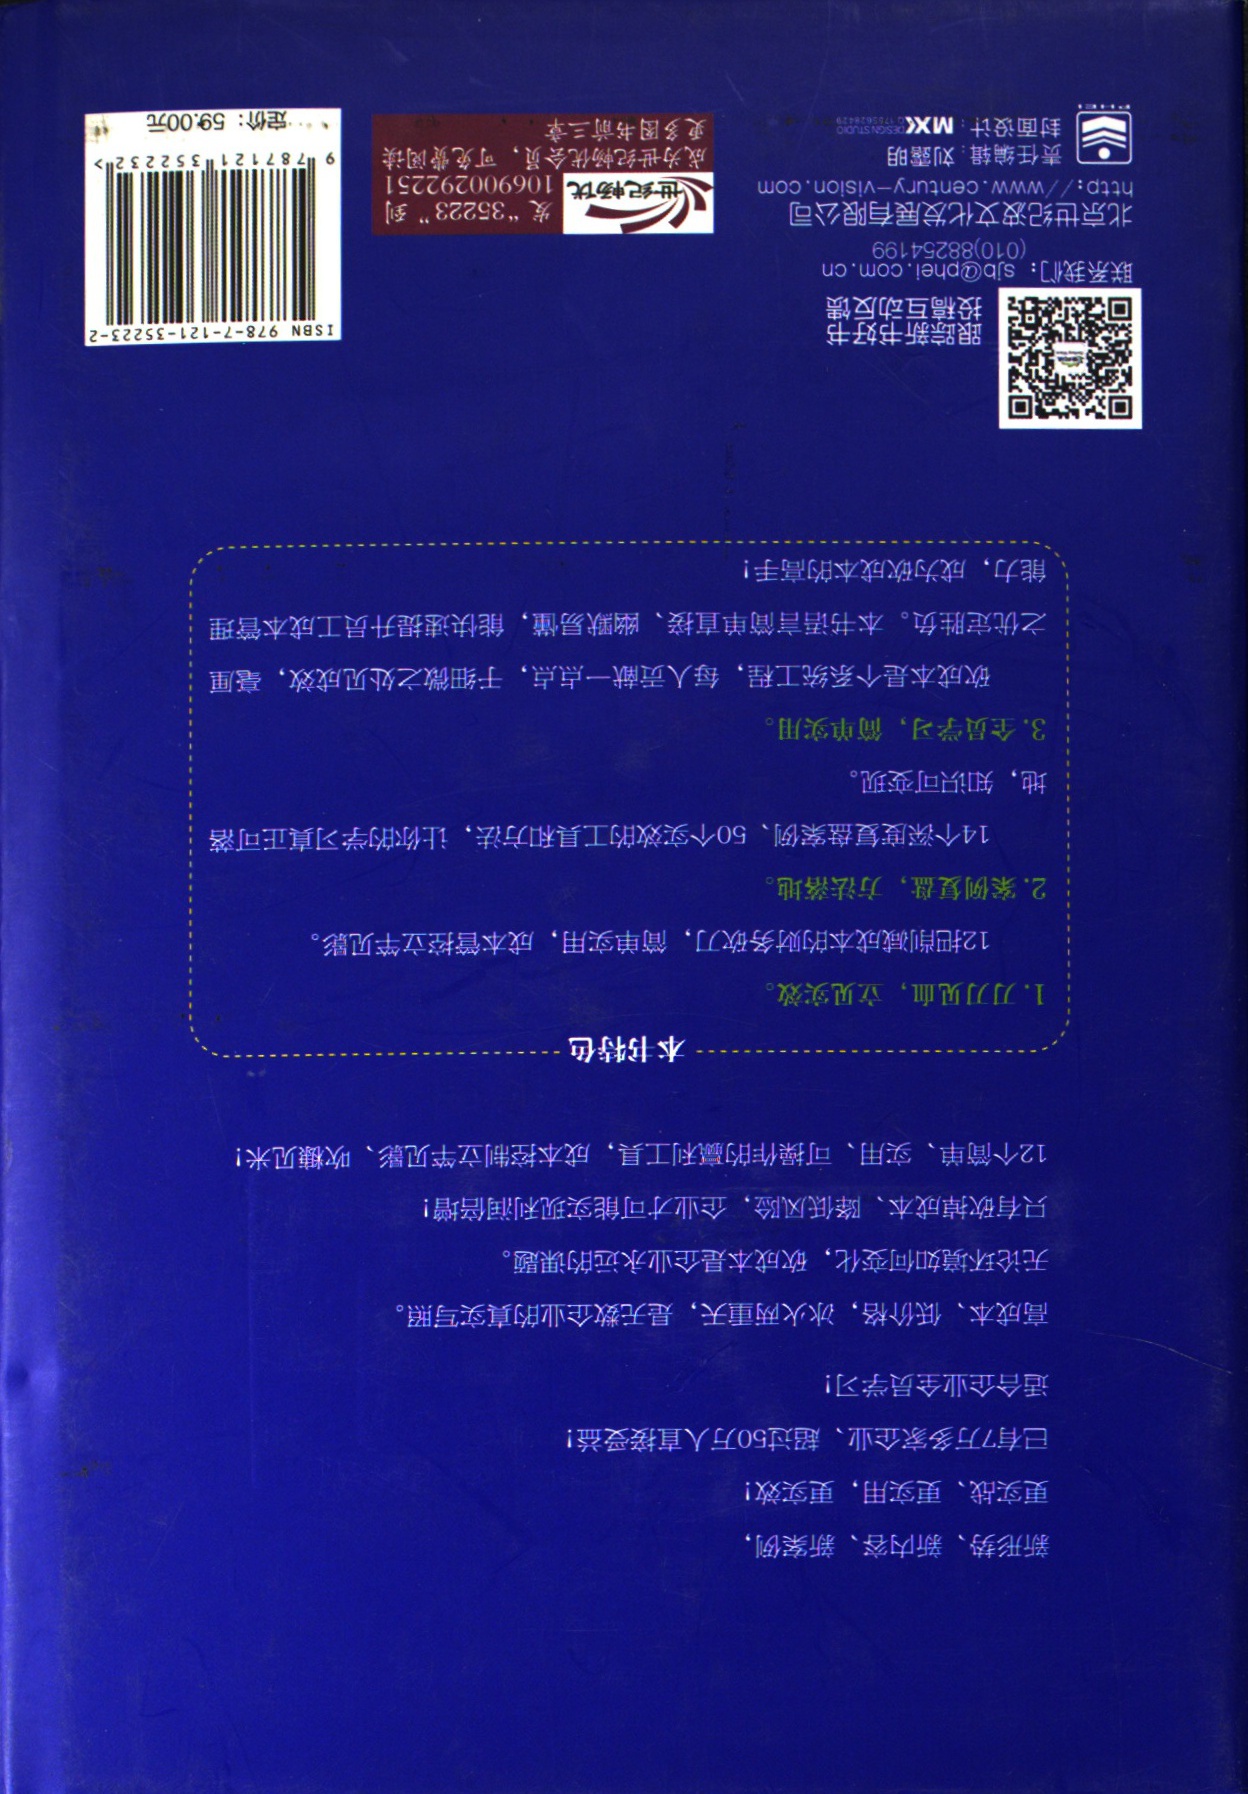 新形势、新内容、新案例，
更实战、更实用，更实效！
已有7万多家企业、超过50万人直接受益！
适合企业全员学习！
高成本、低价格，冰火两重天，是无数企业的真实写照。
无论环境如何变化，砍成本是企业永远的课题。
只有砍掉成本、降低风险，企业才可能实现利润倍增！
12个简单、实用、可操作的赢利工具，成本控制立竿见影、吹糠见米！
本书特色
1. 刀刀见血，立见实效。
12把削减成本的财务砍刀，简单实用，成本管控立竿见影。
2. 案例复盘，方法落地。
14个深度复盘案例、50个实效的工具和方法，让你的学习真正可落
地，知识可变现。
3. 全员学习，简单实用。
砍成本是个系统工程，每人贡献一点点，于细微之处见成效，毫厘
之优定胜负。本书语言简单直接、幽默易懂，能快速提升员工成本管理
能力，成为砍成本的高手！
跟踪新书好书
投稿互动反馈
联系我们：sjb@phei.com.cn
(010)88254199
北京世纪波文化发展有限公司
http://www.century-vision.com
责任编辑：刘露明
封面设计：MX DESIGN STUDIO
Q:1765628429
世纪畅优
发“35223”到
106900292251
成为世纪畅优会员，可免费阅读
更多图书前三章
ISBN 978-7-121-35223-2
9 787121 352232>
定价：59.00元